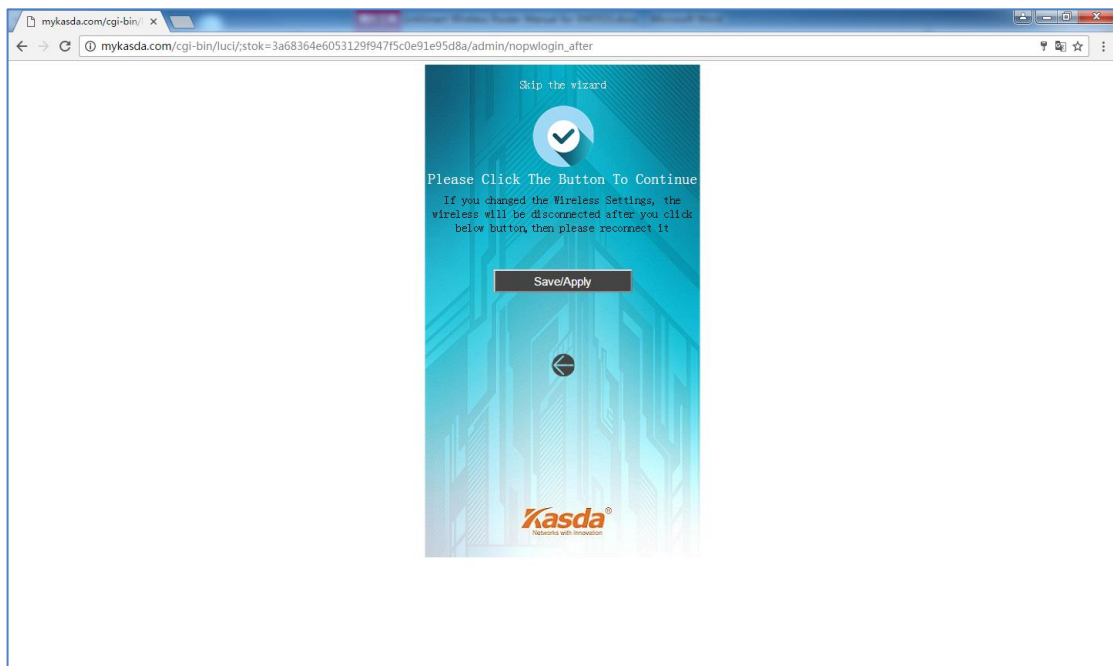 mykasda.com/cgi-bin/l
mykasda.com/cgi-bin/luci/;stok=3a68364e6053129f947f5c0e91e95d8a/admin/nopwlogin_after
Skip the wizard
Please Click The Button To Continue
If you changed the Wireless Settings, the
wireless will be disconnected after you click
below button,then please reconnect it
Save/Apply
Kasda®
Networks with Innovation